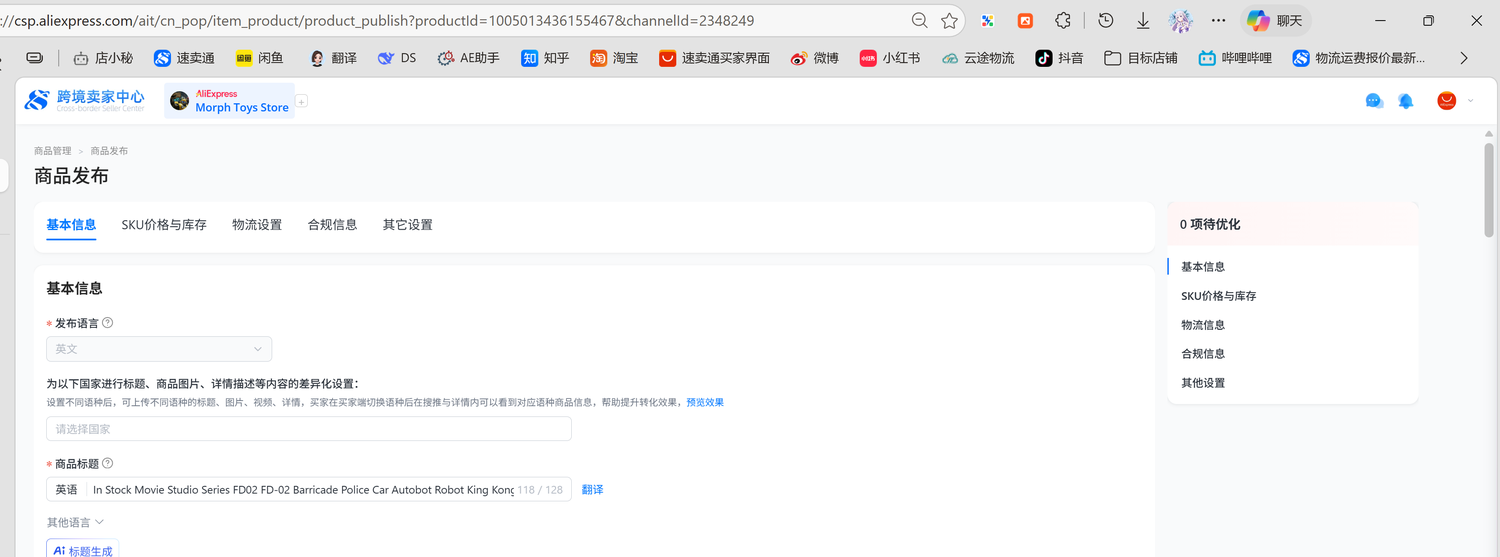 ://csp.aliexpress.com/ait/cn_pop/item_product/product_publish?productId=1005013436155467&channelId=2348249
聊天
店小秘 速卖通 闲鱼 翻译 DS AE助手 知乎 淘宝 速卖通买家界面 微博 小红书 云途物流 抖音 目标店铺 哔哩哔哩 物流运费报价最新...
跨境卖家中心
Cross-border Seller Center
AliExpress
Morph Toys Store
商品管理 > 商品发布
商品发布
基本信息 SKU价格与库存 物流设置 合规信息 其它设置
0 项待优化
基本信息
SKU价格与库存
物流信息
合规信息
其他设置
基本信息
* 发布语言
英文
为以下国家进行标题、商品图片、详情描述等内容的差异化设置：
设置不同语种后，可上传不同语种的标题、图片、视频、详情，买家在买家端切换语种后在搜推与详情内可以看到对应语种商品信息，帮助提升转化效果，预览效果
请选择国家
* 商品标题
英语 In Stock Movie Studio Series FD02 FD-02 Barricade Police Car Autobot Robot King Kong 118 / 128 翻译
其他语言
Ai 标题生成